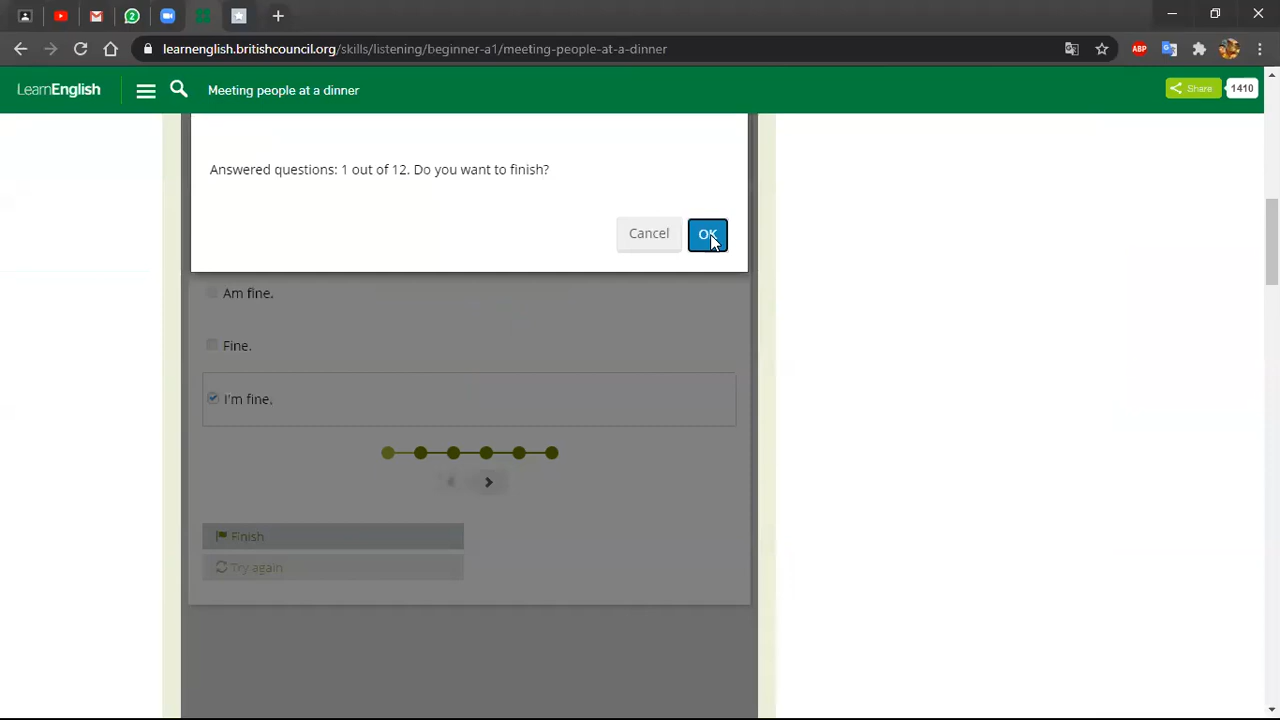 2
learnenglish.britishcouncil.org/skills/listening/beginner-a1/meeting-people-at-a-dinner
ABP
LearnEnglish
Meeting people at a dinner
Share
1410
Answered questions: 1 out of 12. Do you want to finish?
Cancel
OK
Am fine.
Fine.
I'm fine.
Finish
Try again